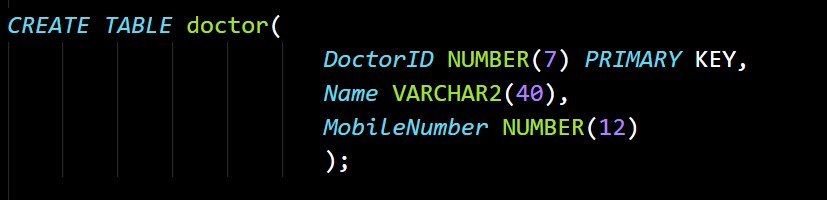 CREATE TABLE doctor(
DoctorID NUMBER(7) PRIMARY KEY,
Name VARCHAR2(40),
MobileNumber NUMBER(12)
);